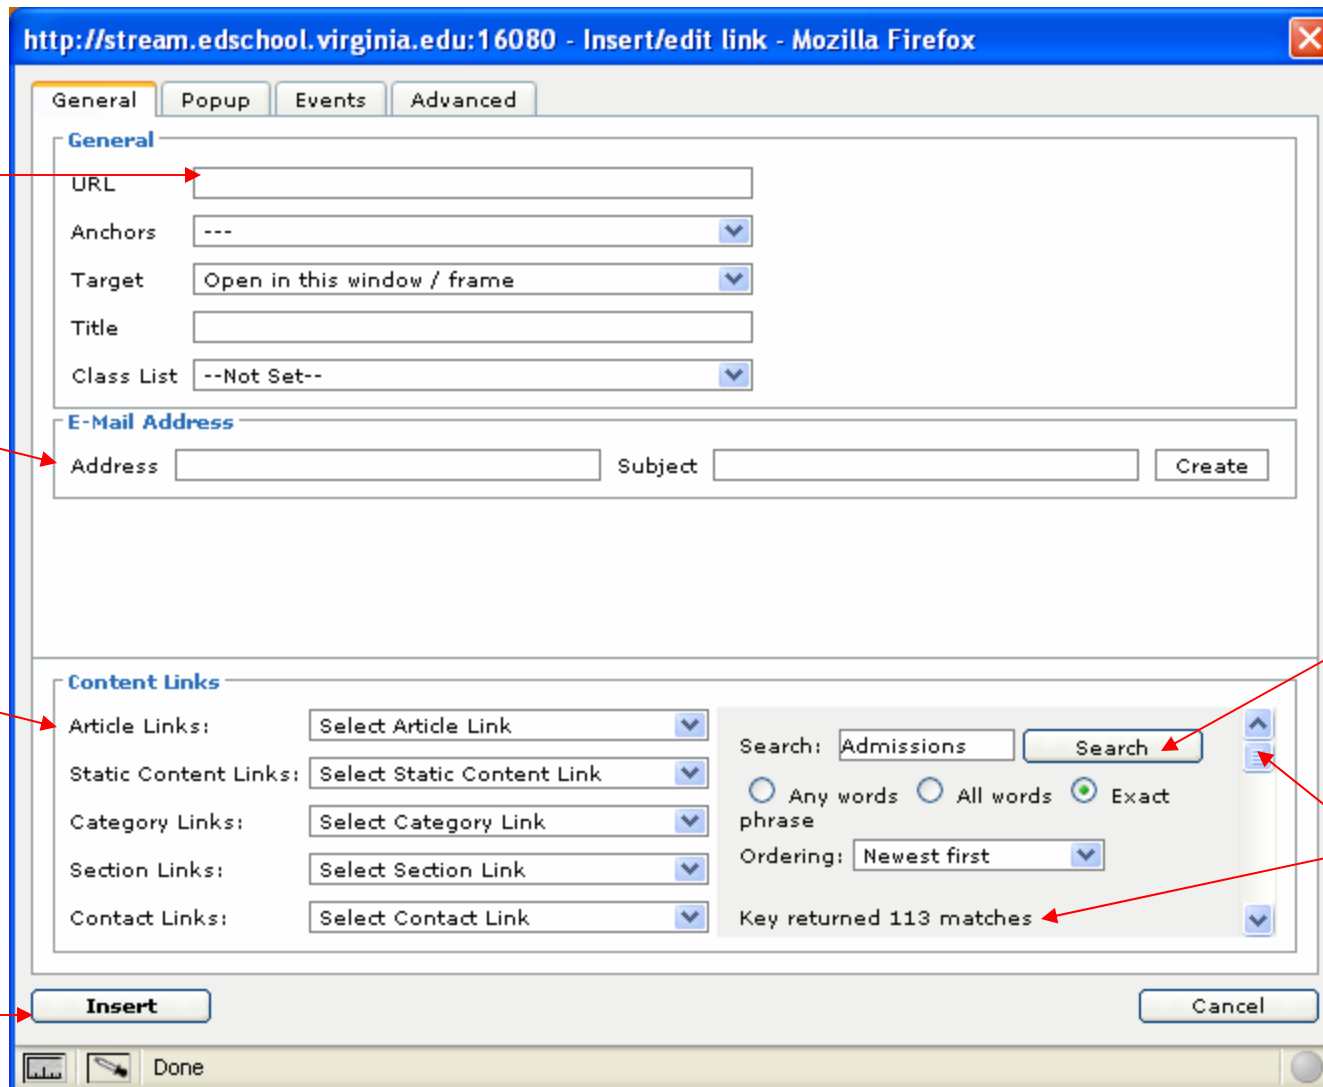 http://stream.edschool.virginia.edu:16080 - Insert/edit link - Mozilla Firefox
General Popup Events Advanced
General
URL
Anchors ---
Target Open in this window / frame
Title
Class List --Not Set--
E-Mail Address
Address Subject Create
Content Links
Article Links: Select Article Link
Static Content Links: Select Static Content Link
Category Links: Select Category Link
Section Links: Select Section Link
Contact Links: Select Contact Link
Search: Admissions Search
Any words All words Exact
phrase
Ordering: Newest first
Key returned 113 matches
Insert Cancel
Done